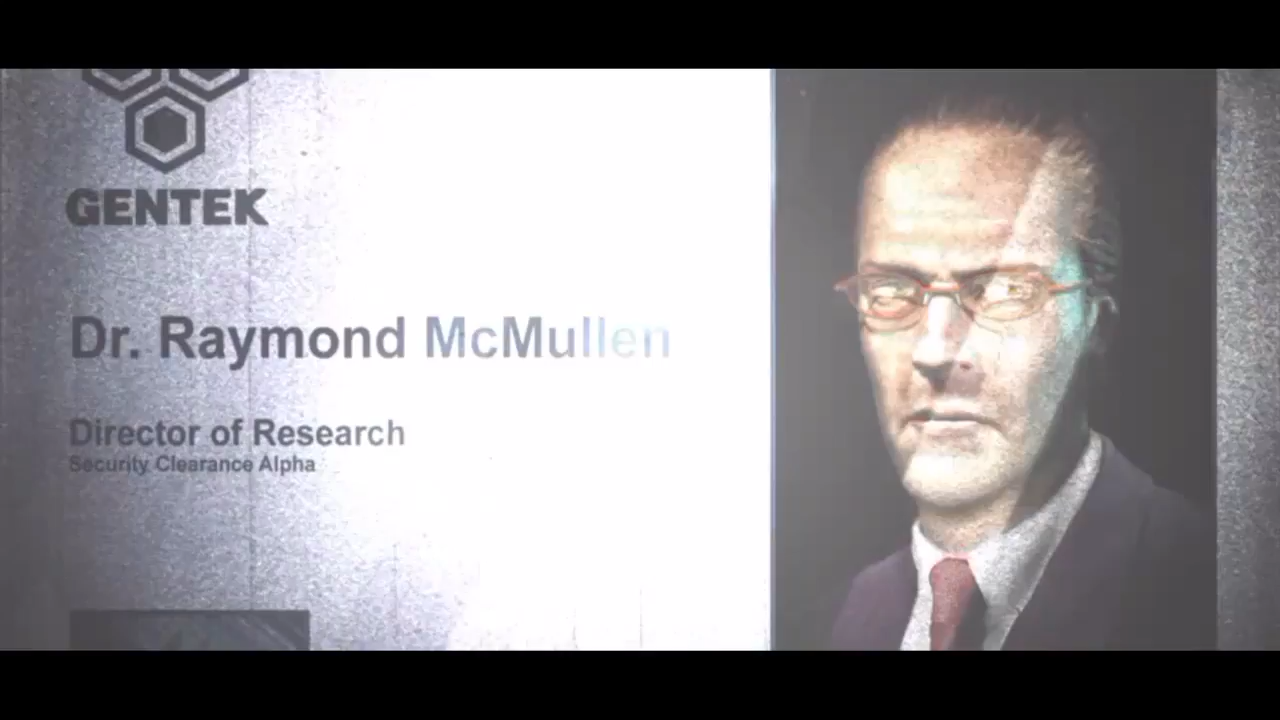 GENTEK
Dr. Raymond McMullen
Director of Research
Security Clearance Alpha